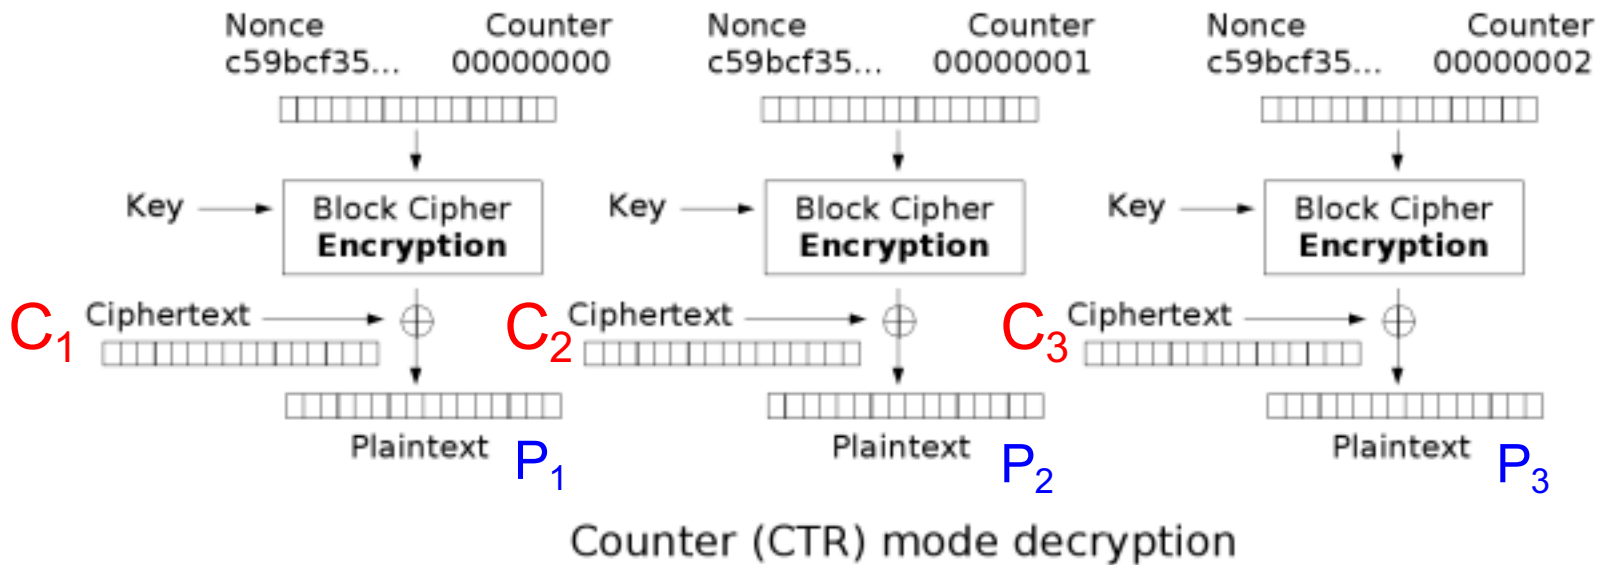 Nonce Counter Nonce Counter Nonce Counter
c59bcf35... 00000000 c59bcf35... 00000001 c59bcf35... 00000002
Key Block Cipher Key Block Cipher Key Block Cipher
Encryption Encryption Encryption
C1 Ciphertext C2 Ciphertext C3 Ciphertext
Plaintext P1 Plaintext P2 Plaintext P3
Counter (CTR) mode decryption